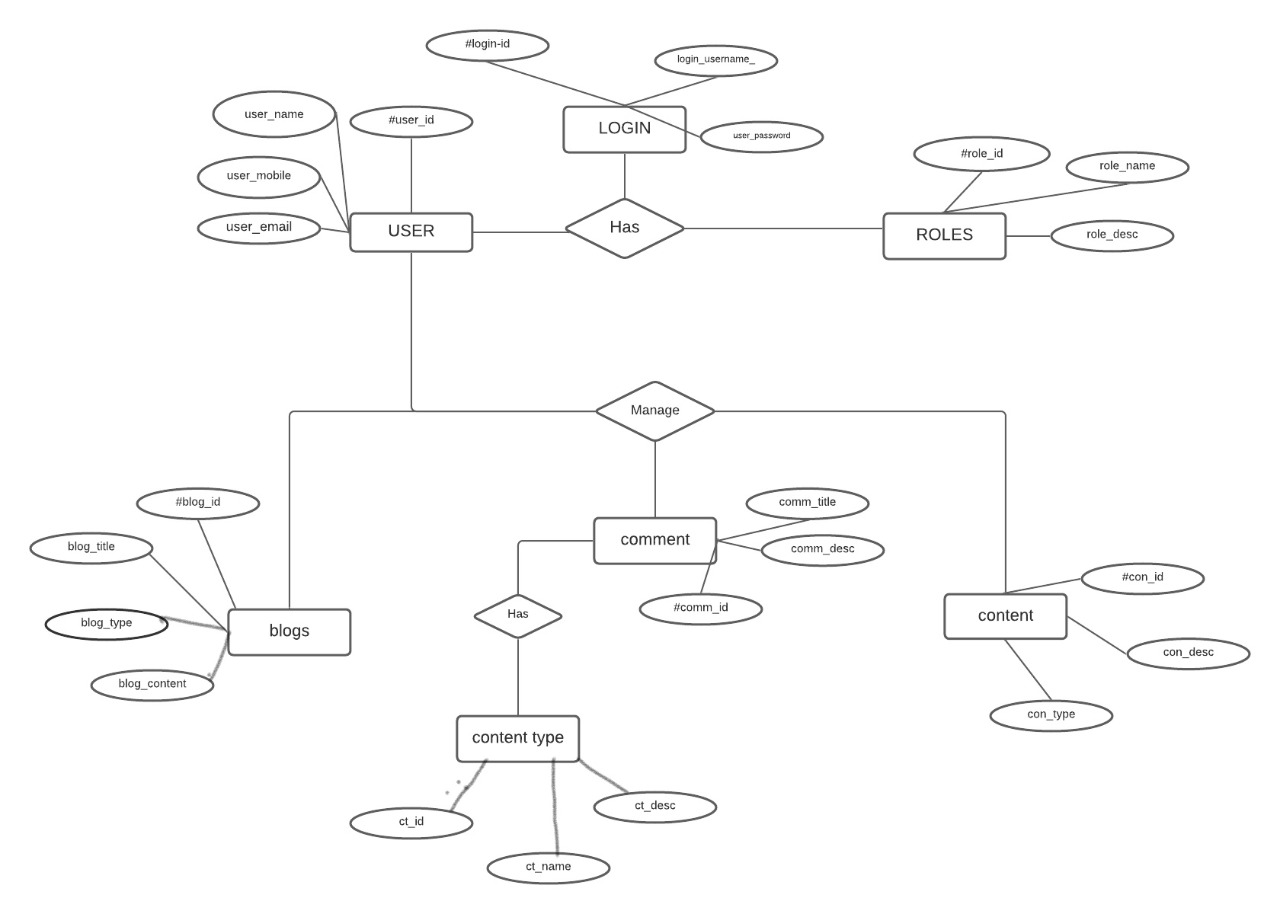 #login-id
login_username_
user_name
#user_id
LOGIN
user_password
#role_id
role_name
user_mobile
user_email
USER
Has
ROLES
role_desc
Manage
#blog_id
comm_title
blog_title
comment
comm_desc
#con_id
blog_type
blogs
Has
#comm_id
content
con_desc
blog_content
con_type
content type
ct_id
ct_desc
ct_name